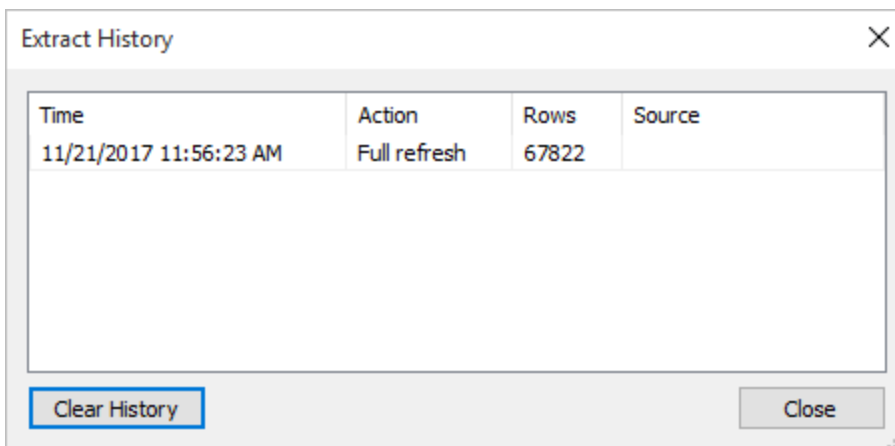 Extract History
Time Action Rows Source
11/21/2017 11:56:23 AM Full refresh 67822
Clear History Close